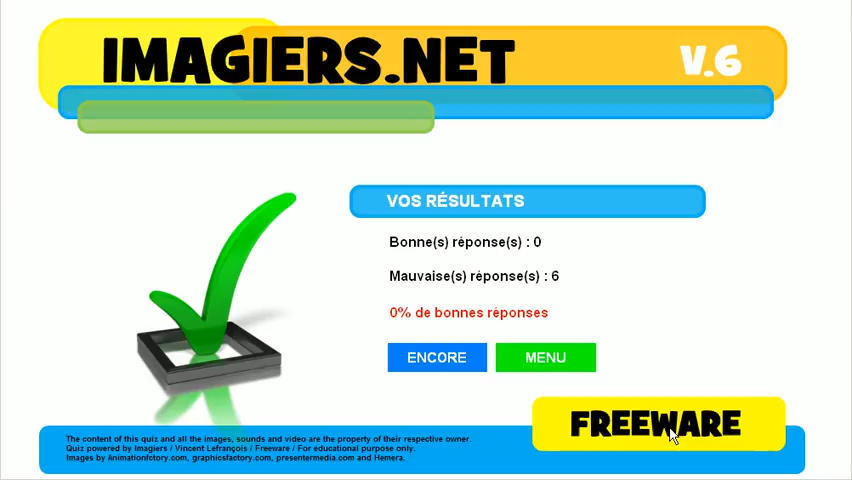 IMAGIERS.NET
V.6
VOS RÉSULTATS
Bonne(s) réponse(s) : 0
Mauvaise(s) réponse(s) : 6
0% de bonnes réponses
ENCORE
MENU
FREEWARE
The content of this quiz and all the images, sounds and video are the property of their respective owner.
Quiz powered by Imagiers / Vincent Lefrançois / Freeware / For educational purpose only.
Images by Animationfctory.com, graphicsfactory.com, presentermedia.com and Hemera.